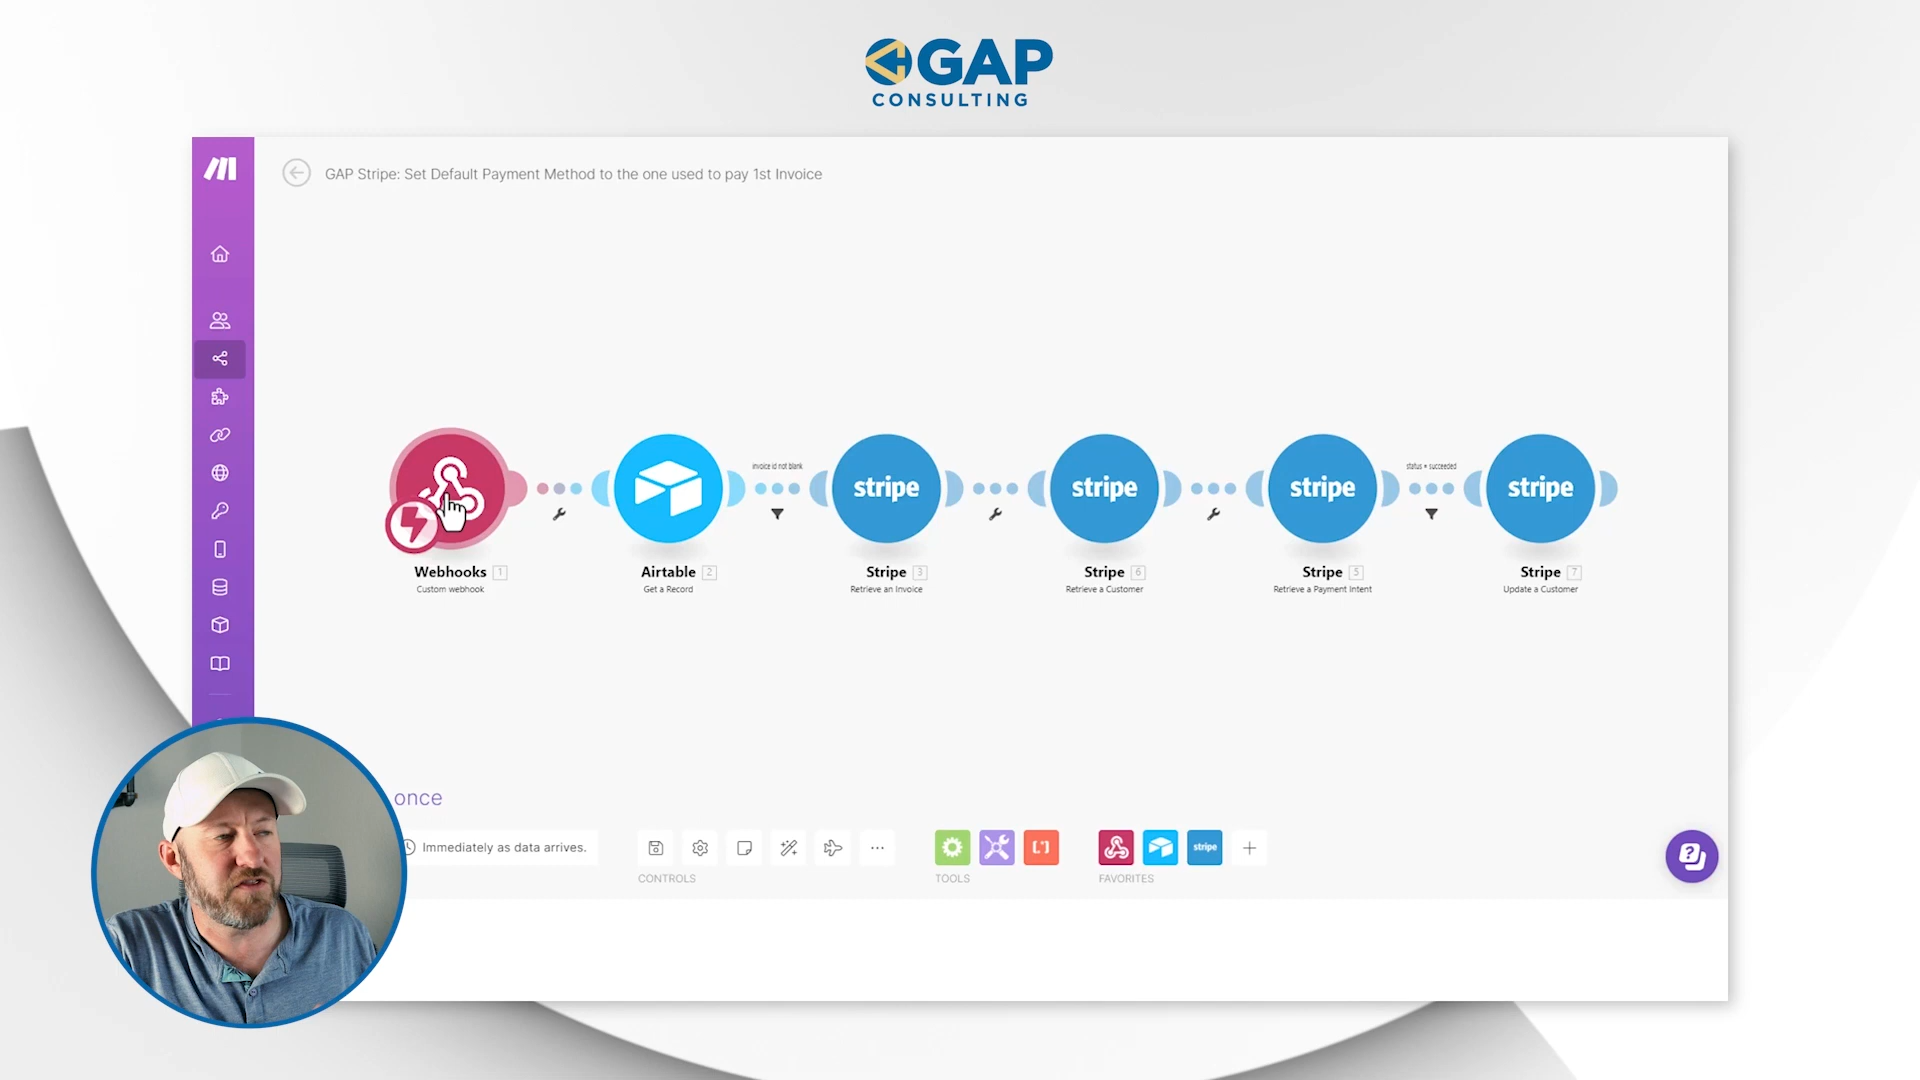 GAP
CONSULTING
GAP Stripe: Set Default Payment Method to the one used to pay 1st Invoice
invoice id not blank
status = succeeded
stripe
stripe
stripe
stripe
Webhooks 1
Custom webhook
Airtable 2
Get a Record
Stripe 3
Retrieve an Invoice
Stripe 6
Retrieve a Customer
Stripe 5
Retrieve a Payment Intent
Stripe 7
Update a Customer
once
Immediately as data arrives.
stripe
CONTROLS
TOOLS
FAVORITES